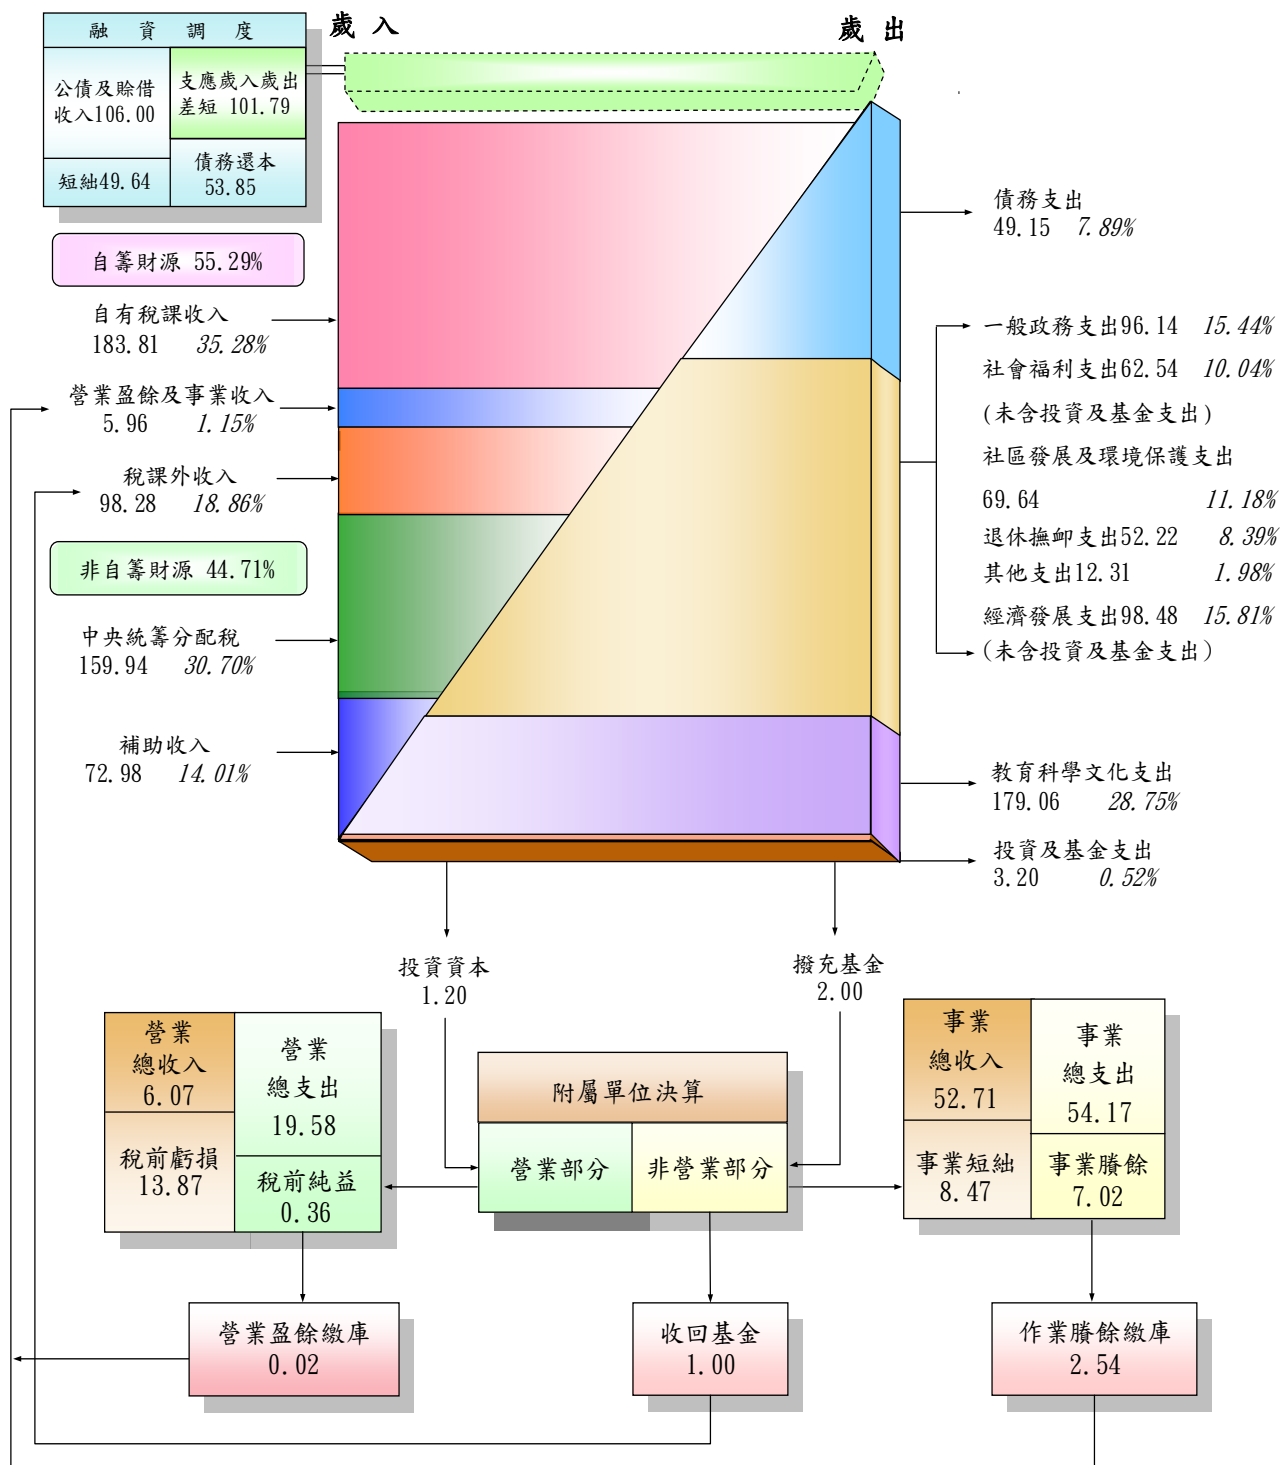 歲入
歲出
融資調度
公債及賒借
收入106.00
支應歲入歲出
差短 101.79
短絀49.64
債務還本
53.85
自籌財源 55.29%
自有稅課收入
183.81 35.28%
營業盈餘及事業收入
5.96 1.15%
稅課外收入
98.28 18.86%
非自籌財源 44.71%
中央統籌分配稅
159.94 30.70%
補助收入
72.98 14.01%
債務支出
49.15 7.89%
一般政務支出96.14 15.44%
社會福利支出62.54 10.04%
(未含投資及基金支出)
社區發展及環境保護支出
69.64 11.18%
退休撫卹支出52.22 8.39%
其他支出12.31 1.98%
經濟發展支出98.48 15.81%
(未含投資及基金支出)
教育科學文化支出
179.06 28.75%
投資及基金支出
3.20 0.52%
投資資本
1.20
撥充基金
2.00
營業
總收入
6.07
營業
總支出
19.58
稅前虧損
13.87
稅前純益
0.36
附屬單位決算
營業部分
非營業部分
事業
總收入
52.71
事業
總支出
54.17
事業短絀
8.47
事業賸餘
7.02
營業盈餘繳庫
0.02
收回基金
1.00
作業賸餘繳庫
2.54